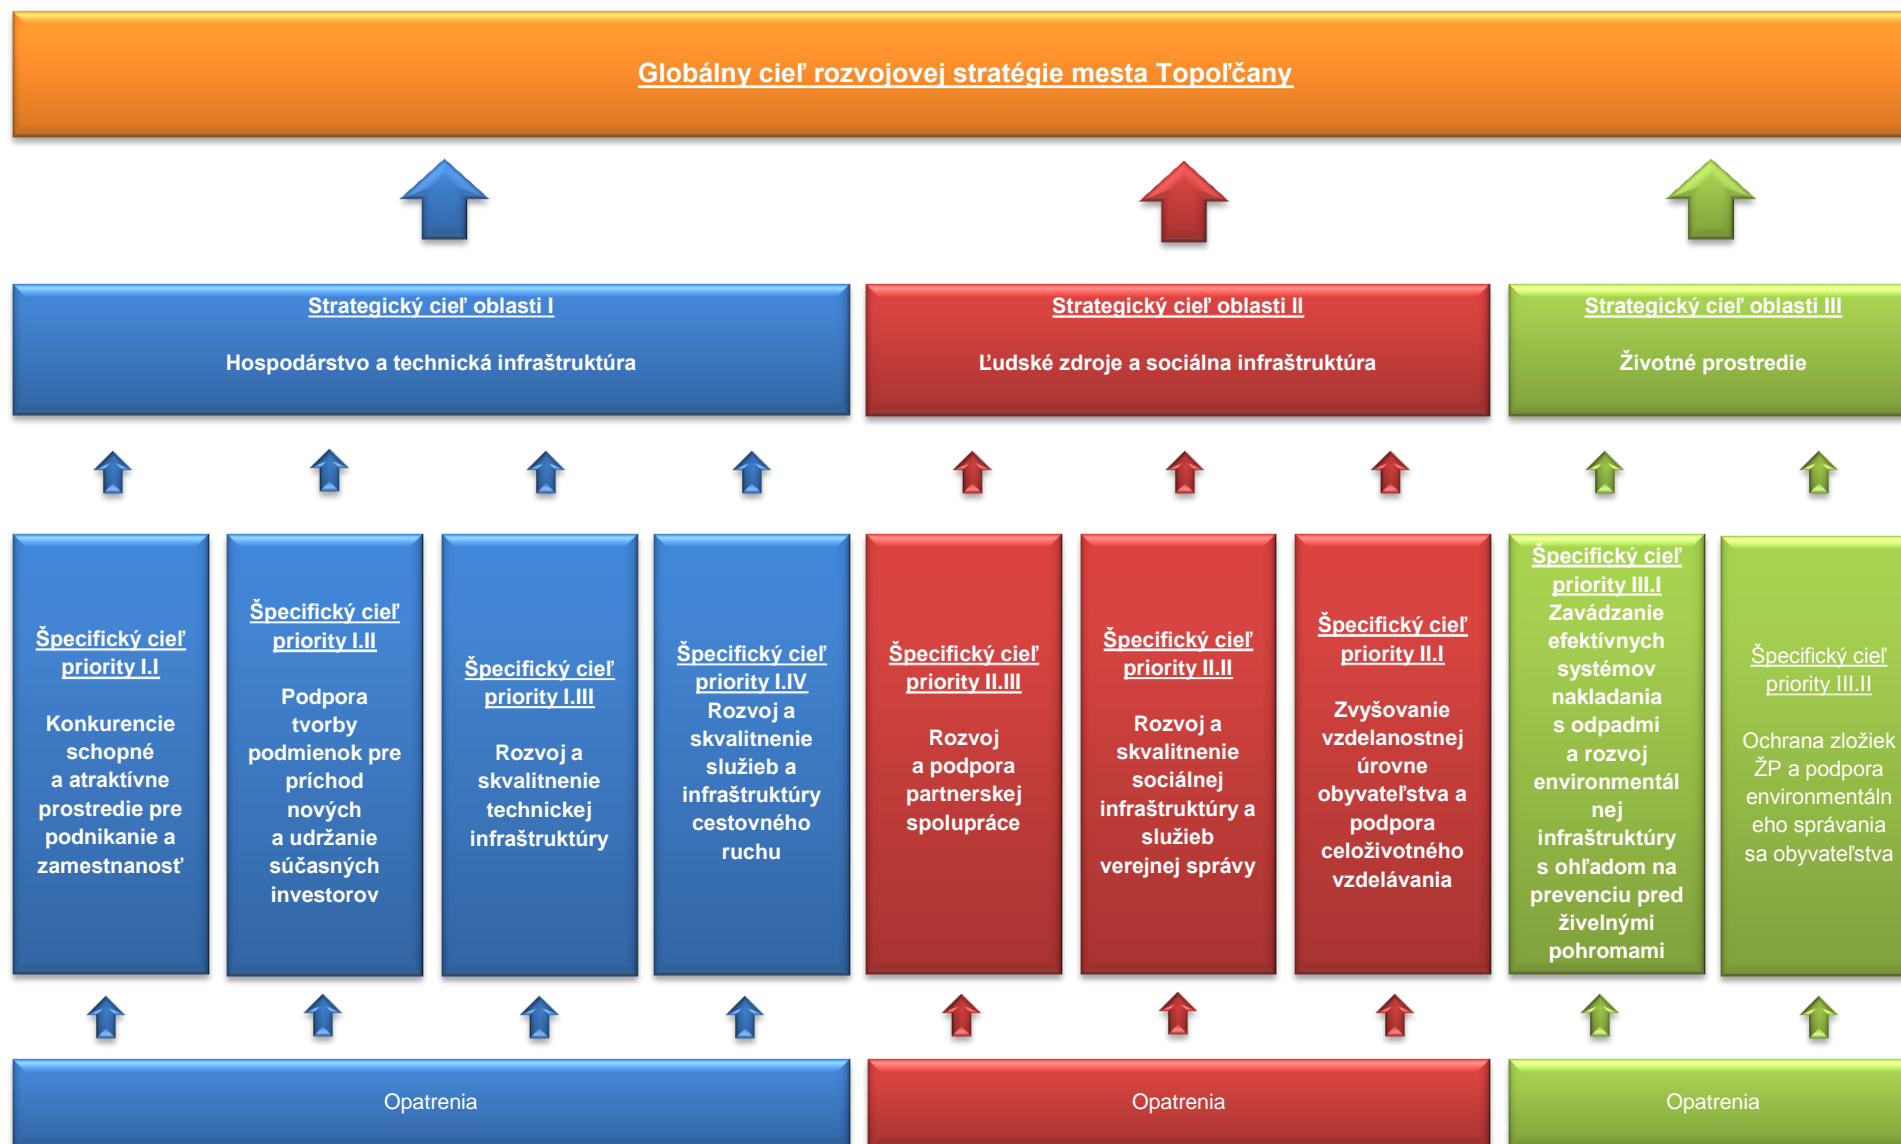 Globálny cieľ rozvojovej stratégie mesta Topoľčany
Strategický cieľ oblasti I
Hospodárstvo a technická infraštruktúra
Strategický cieľ oblasti II
Ľudské zdroje a sociálna infraštruktúra
Strategický cieľ oblasti III
Životné prostredie
Špecifický cieľ
priority I.I
Konkurencie
schopné
a atraktívne
prostredie pre
podnikanie a
zamestnanosť
Špecifický cieľ
priority I.II
Podpora
tvorby
podmienok pre
príchod
nových
a udržanie
súčasných
investorov
Špecifický cieľ
priority I.III
Rozvoj a
skvalitnenie
technickej
infraštruktúry
Špecifický cieľ
priority I.IV
Rozvoj a
skvalitnenie
služieb a
infraštruktúry
cestovného
ruchu
Špecifický cieľ
priority II.III
Rozvoj
a podpora
partnerskej
spolupráce
Špecifický cieľ
priority II.II
Rozvoj a
skvalitnenie
sociálnej
infraštruktúry a
služieb
verejnej správy
Špecifický cieľ
priority II.I
Zvyšovanie
vzdelanostnej
úrovne
obyvateľstva a
podpora
celoživotného
vzdelávania
Špecifický cieľ
priority III.I
Zavádzanie
efektívnych
systémov
nakladania
s odpadmi
a rozvoj
environmentál
nej
infraštruktúry
s ohľadom na
prevenciu pred
živelnými
pohromami
Špecifický cieľ
priority III.II
Ochrana zložiek
ŽP a podpora
environmentáln
eho správania
sa obyvateľstva
Opatrenia
Opatrenia
Opatrenia